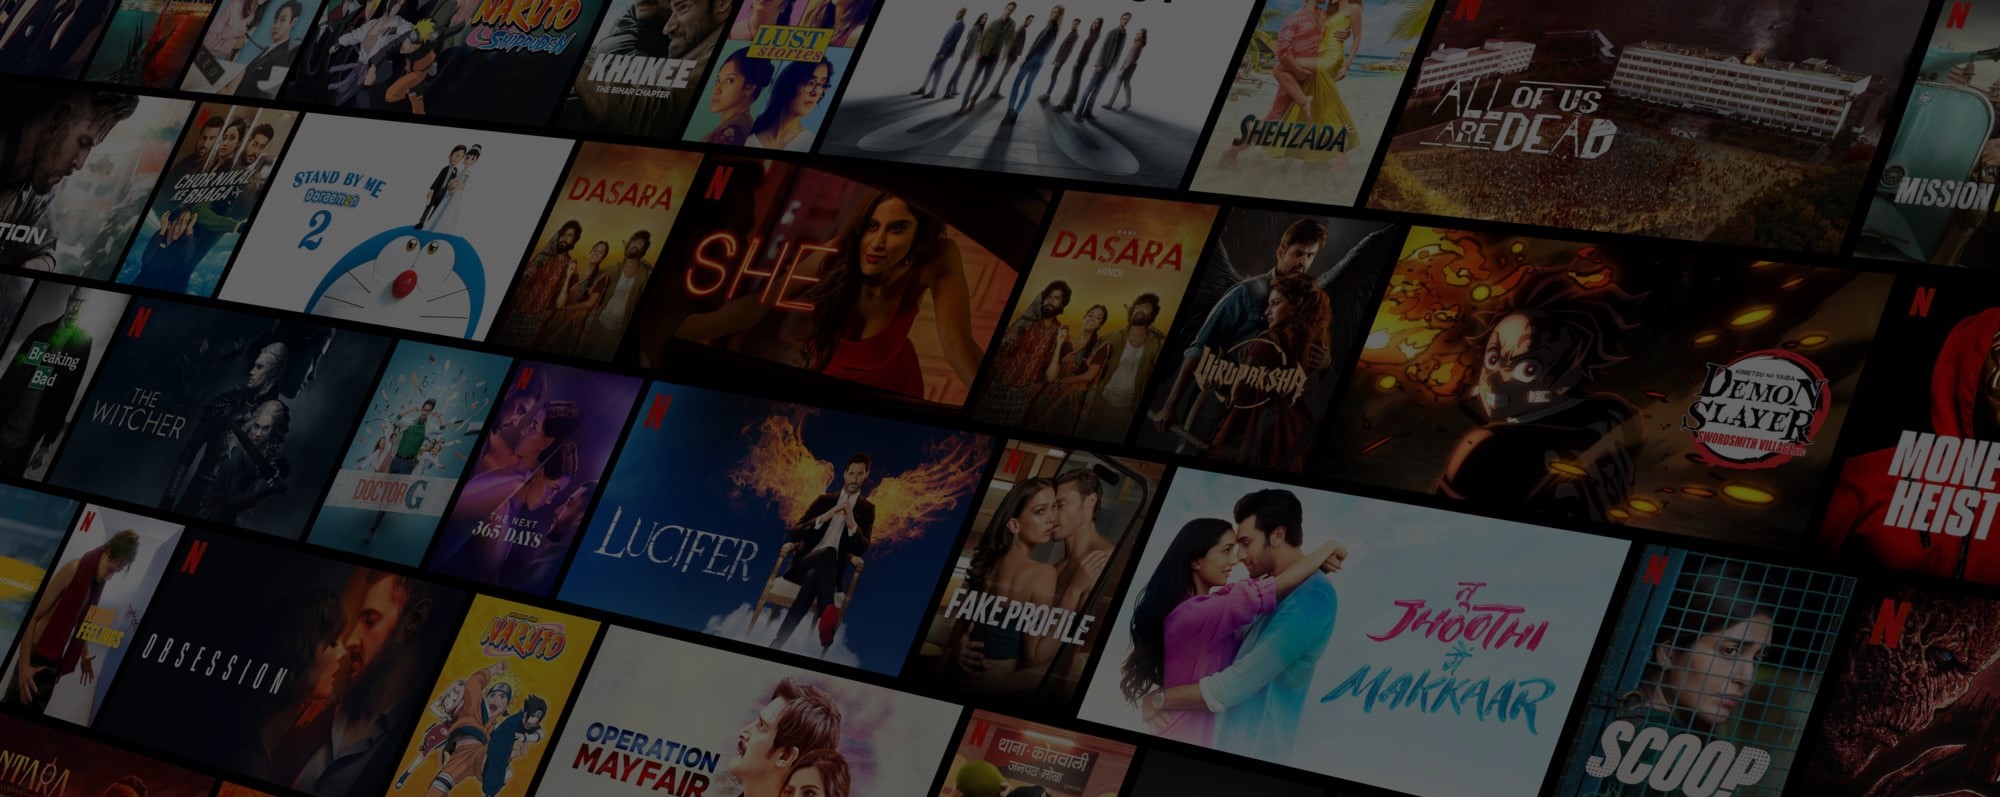 NARUTO
SHIPPUDEN
KHAKEE
THE BIHAR CHAPTER
LUST
stories
SHEHZADA
N
ALL OF US
ARE DEAD
N
MISSION
TION
CHOR NIKAL
KE BHAGA
STAND BY ME
Doraemon
2
DASARA
N
SHE
DASARA
HINDI
VIRUPAKSHA
KIMETSU NO YAIBA
DEMON
SLAYER
SWORDSMITH VILLAGE
N
MONE
HEIST
Breaking
Bad
N
THE
WITCHER
DOCTOR G
N
THE NEXT
365 DAYS
N
LUCIFER
N
FAKE PROFILE
तू
JHOOTHI
मैं
MAKKAAR
N
SCOOP
N
N
FEELINGS
N
OBSESSION
NARUTO
OPERATION
MAYFAIR
N
थाना-कोतवाली
जनपद-मोबा
NTARA